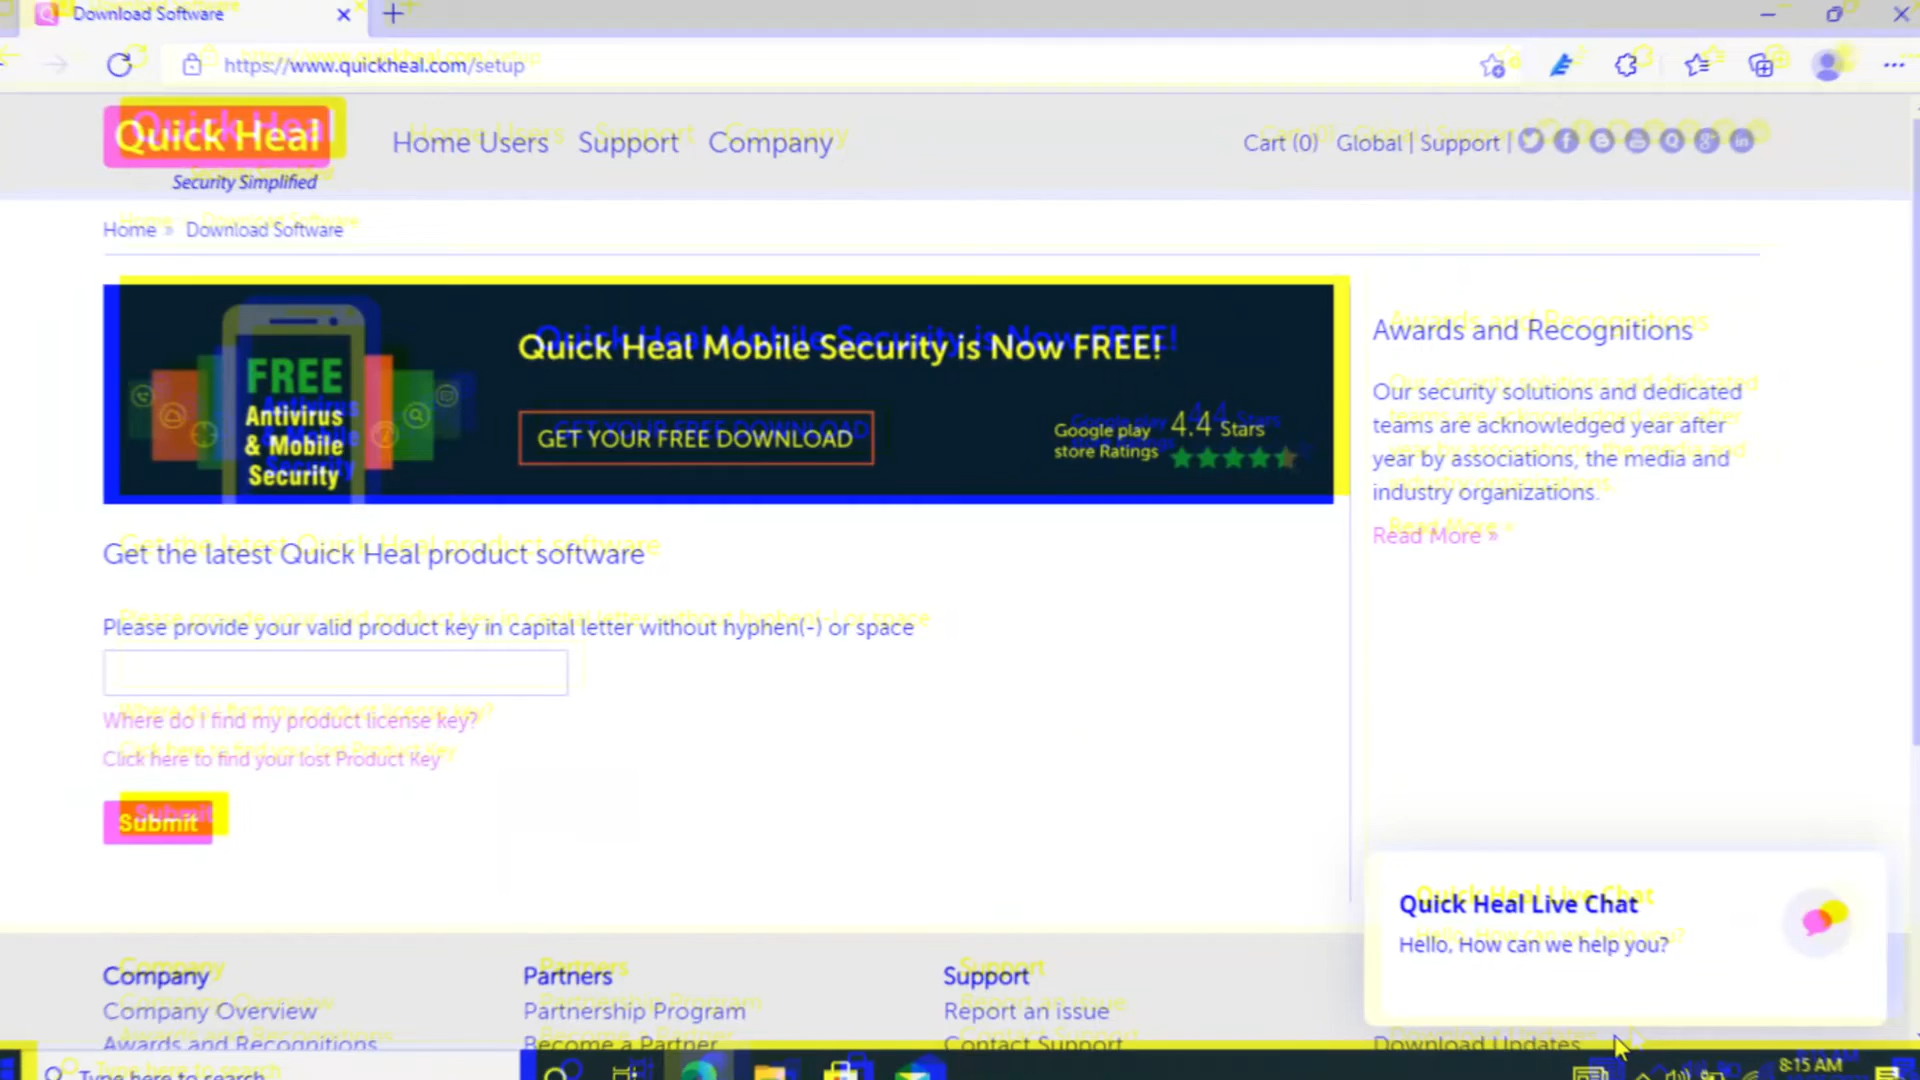 Download Software
https://www.quickheal.com/setup
Quick Heal
Security Simplified
Home Users Support Company
Cart (0) Global | Support |
Home » Download Software
FREE
Antivirus
& Mobile
Security
Quick Heal Mobile Security is Now FREE!
GET YOUR FREE DOWNLOAD
Google play
store Ratings
4.4 Stars
Awards and Recognitions
Our security solutions and dedicated
teams are acknowledged year after
year by associations, the media and
industry organizations.
Read More »
Get the latest Quick Heal product software
Please provide your valid product key in capital letter without hyphen(-) or space
Where do I find my product license key?
Click here to find your lost Product Key
Submit
Quick Heal Live Chat
Hello, How can we help you?
Company
Company Overview
Awards and Recognitions
Partners
Partnership Program
Become a Partner
Support
Report an issue
Contact Support
Download Updates
Type here to search
8:15 AM